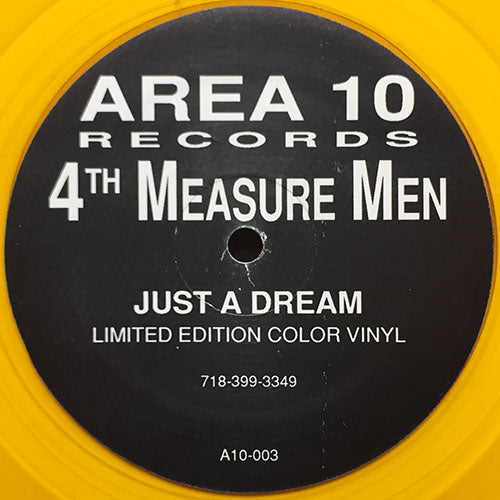 AREA 10
RECORDS
4TH MEASURE MEN
JUST A DREAM
LIMITED EDITION COLOR VINYL
718-399-3349
A10-003